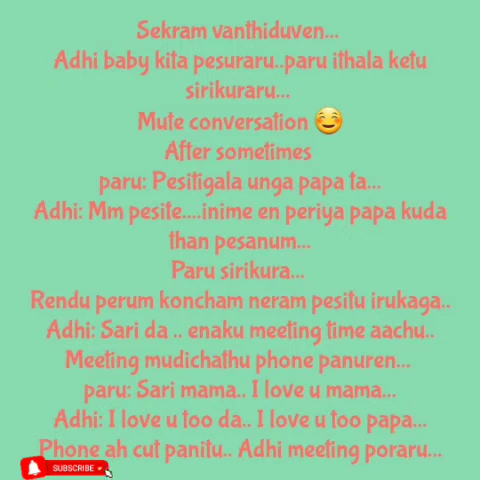 Sekram vanthiduven...
Adhi baby kita pesuraru..paru ithala ketu
sirikuraru...
Mute conversation 😊
After sometimes
paru: Pesitigala unga papa ta...
Adhi: Mm pesite....inime en periya papa kuda
than pesanum...
Paru sirikura...
Rendu perum koncham neram pesitu irukaga..
Adhi: Sari da .. enaku meeting time aachu..
Meeting mudichathu phone panuren...
paru: Sari mama.. I love u mama...
Adhi: I love u too da.. I love u too papa...
Phone ah cut panitu.. Adhi meeting poraru...
SUBSCRIBE